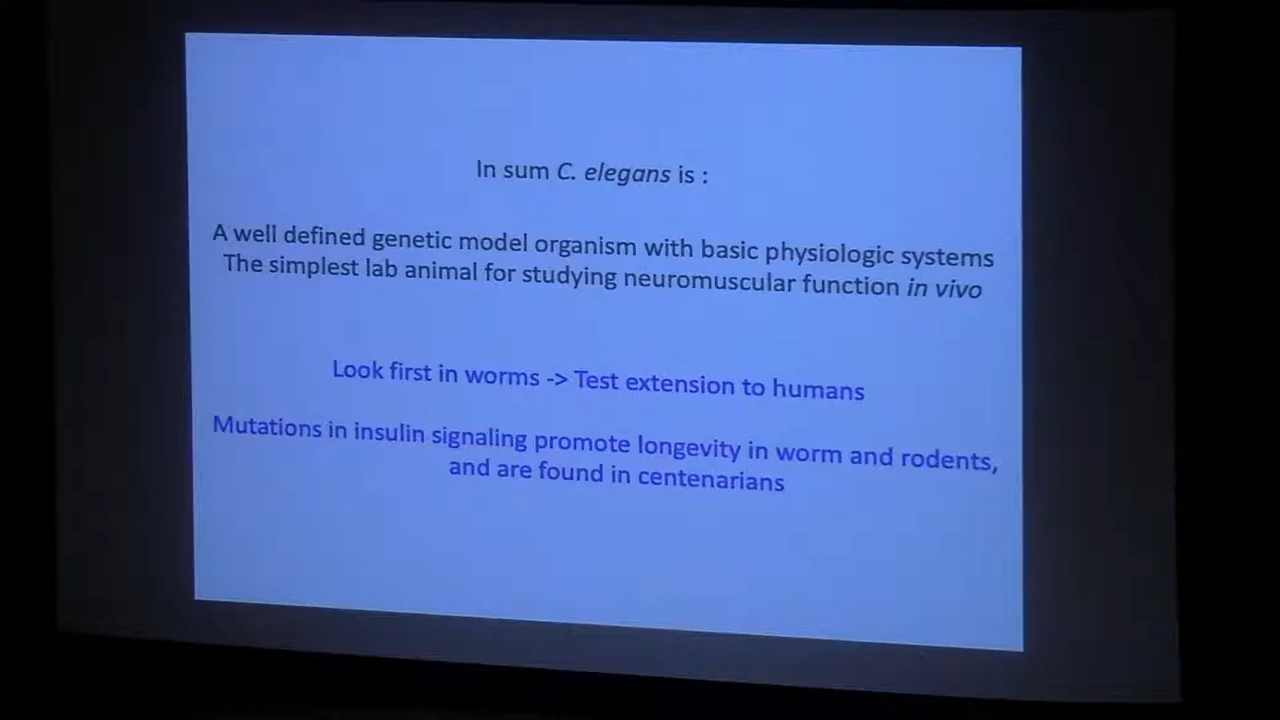 In sum C. elegans is :
A well defined genetic model organism with basic physiologic systems
The simplest lab animal for studying neuromuscular function in vivo
Look first in worms -> Test extension to humans
Mutations in insulin signaling promote longevity in worm and rodents,
and are found in centenarians